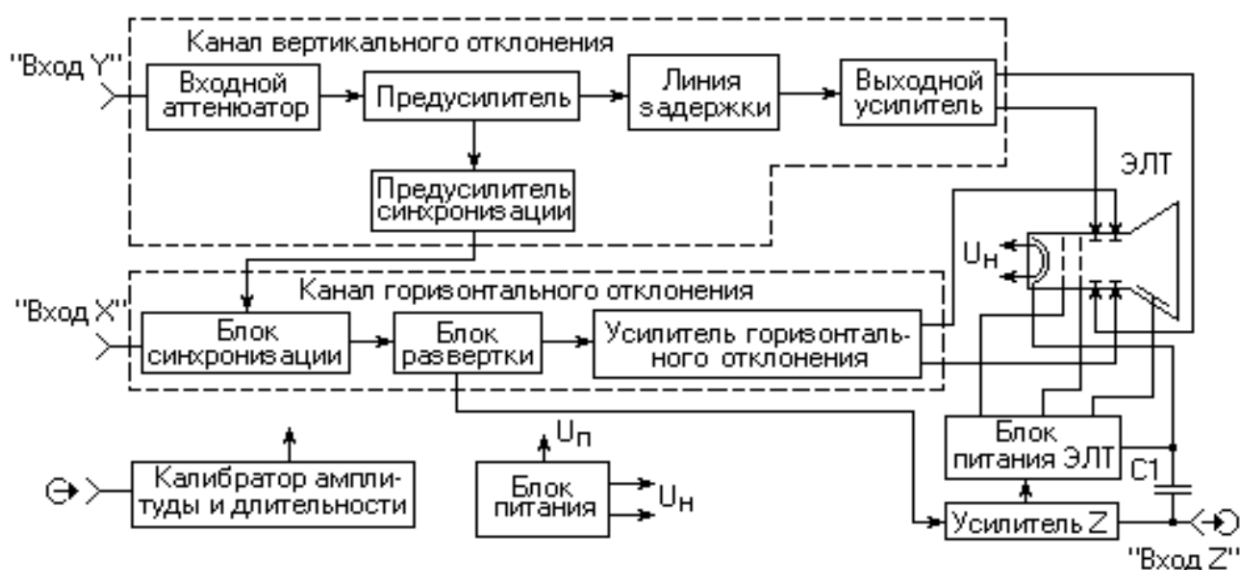 Канал вертикального отклонения
"Вход Y"
Входной
аттенюатор
Предусилитель
Линия
задержки
Выходной
усилитель
ЭЛТ
Предусилитель
синхронизации
Uн
Канал горизонтального отклонения
"Вход X"
Блок
синхронизации
Блок
развертки
Усилитель горизонталь-
ного отклонения
Uп
Калибратор ампли-
туды и длительности
Блок
питания
Uн
Блок
питания ЭЛТ
C1
Усилитель Z
"Вход Z"